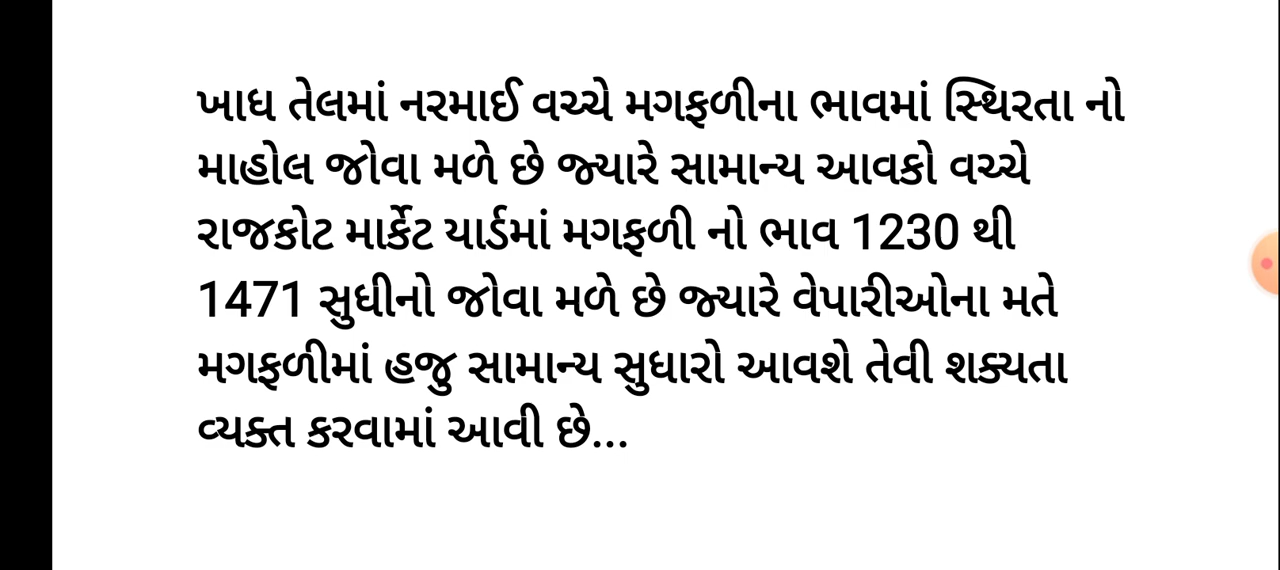 ખાધ તેલમાં નરમાઈ વચ્ચે મગફળીના ભાવમાં સ્થિરતા નો
માહોલ જોવા મળે છે જ્યારે સામાન્ય આવકો વચ્ચે
રાજકોટ માર્કેટ યાર્ડમાં મગફળી નો ભાવ 1230 થી
1471 સુધીનો જોવા મળે છે જ્યારે વેપારીઓના મતે
મગફળીમાં હજુ સામાન્ય સુધારો આવશે તેવી શક્યતા
વ્યક્ત કરવામાં આવી છે...